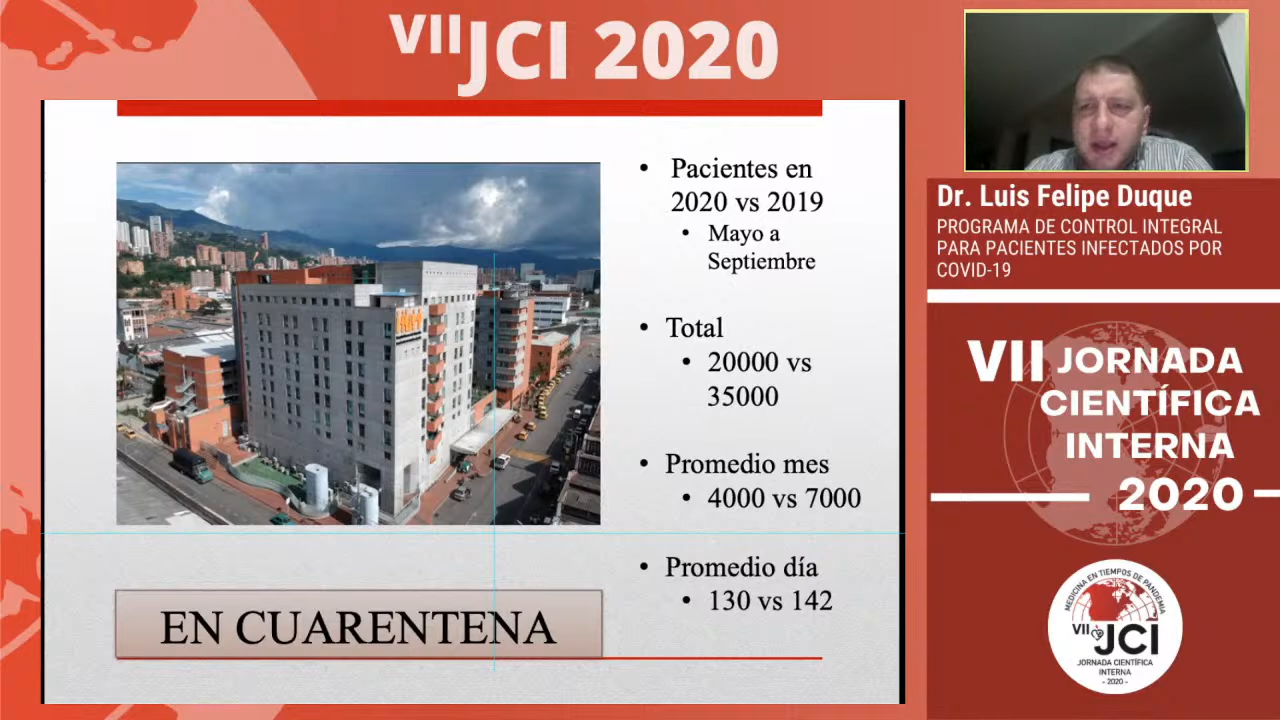 VII JCI 2020
• Pacientes en
2020 vs 2019
• Mayo a
Septiembre
• Total
• 20000 vs
35000
• Promedio mes
• 4000 vs 7000
• Promedio día
• 130 vs 142
EN CUARENTENA
Dr. Luis Felipe Duque
PROGRAMA DE CONTROL INTEGRAL
PARA PACIENTES INFECTADOS POR
COVID-19
VII JORNADA
CIENTÍFICA
INTERNA
2020
MEDICINA EN TIEMPOS DE PANDEMIA
VII JCI
JORNADA CIENTÍFICA
INTERNA
- 2020 -